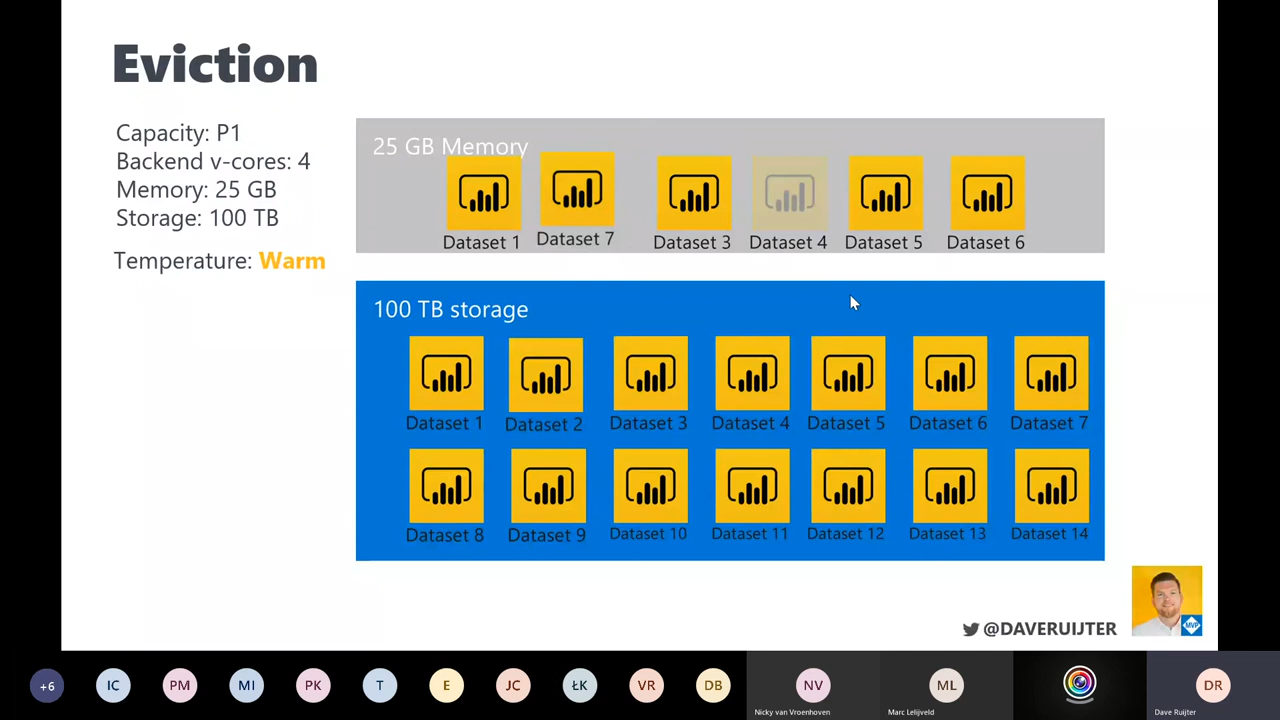 Eviction
Capacity: P1
Backend v-cores: 4
Memory: 25 GB
Storage: 100 TB
Temperature: Warm
25 GB Memory
Dataset 1 Dataset 7 Dataset 3 Dataset 4 Dataset 5 Dataset 6
100 TB storage
Dataset 1 Dataset 2 Dataset 3 Dataset 4 Dataset 5 Dataset 6 Dataset 7
Dataset 8 Dataset 9 Dataset 10 Dataset 11 Dataset 12 Dataset 13 Dataset 14
MVP
@DAVERUIJTER
+6 IC PM MI PK T E JC ŁK VR DB NV ML DR
Nicky van Vroenhoven Marc Lelijveld Dave Ruijter